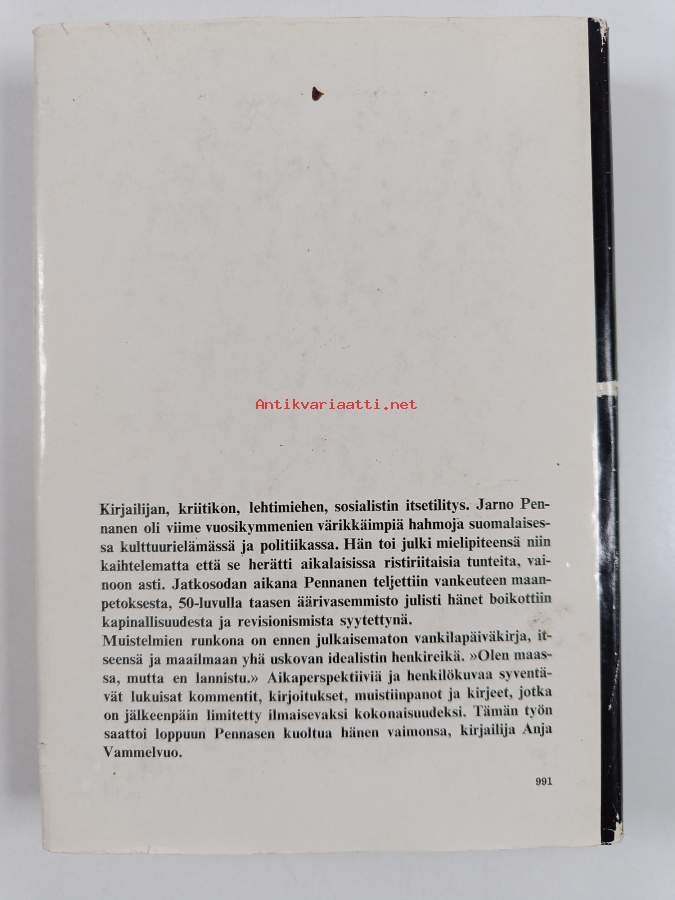 Antikvariaatti.net
Kirjailijan, kriitikon, lehtimiehen, sosialistin itsetilitys. Jarno Pen-
nanen oli viime vuosikymmenien värikkäimpiä hahmoja suomalaises-
sa kulttuurielämässä ja politiikassa. Hän toi julki mielipiteensä niin
kaihtelematta että se herätti aikalaisissa ristiriitaisia tunteita, vai-
noon asti. Jatkosodan aikana Pennanen teljettiin vankeuteen maan-
petoksesta, 50-luvulla taasen äärivasemmisto julisti hänet boikottiin
kapinallisuudesta ja revisionismista syytettynä.
Muistelmien runkona on ennen julkaisematon vankilapäiväkirja, it-
seensä ja maailmaan yhä uskovan idealistin henkireikä. »Olen maas-
sa, mutta en lannistu.» Aikaperspektiiviä ja henkilökuvaa syventä-
vät lukuisat kommentit, kirjoitukset, muistiinpanot ja kirjeet, jotka
on jälkeenpäin limitetty ilmaisevaksi kokonaisuudeksi. Tämän työn
saattoi loppuun Pennasen kuoltua hänen vaimonsa, kirjailija Anja
Vammelvuo.
991